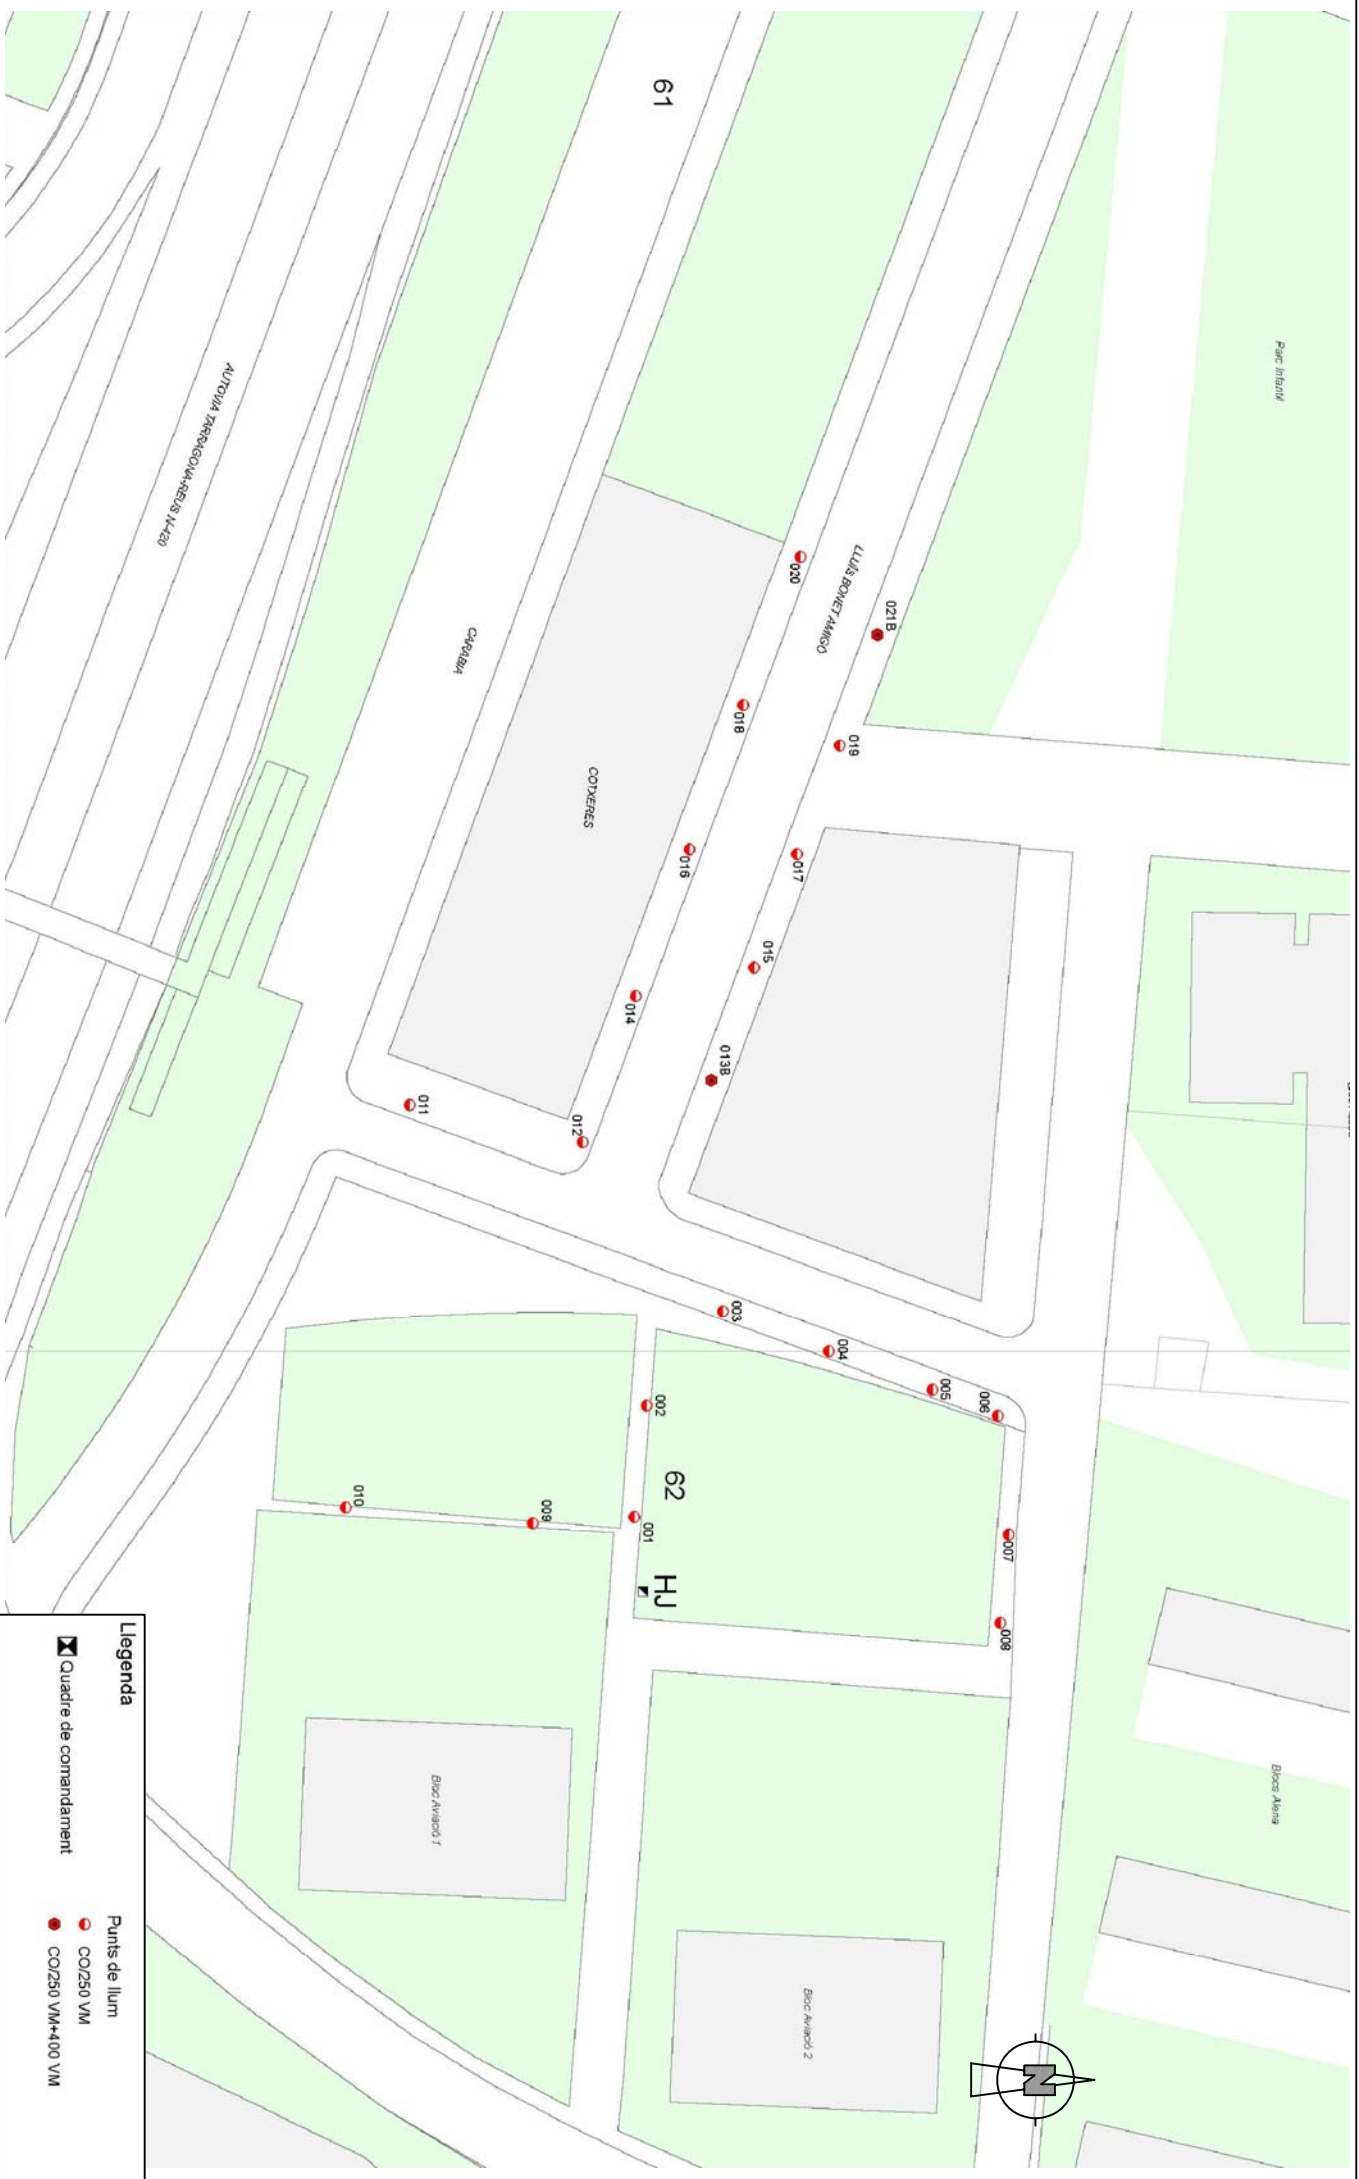 61
Parc Infantil
AUTOVIA TARRAGONA-REUS N-420
LLUÍS BONET AMIGO
CARABIA
COTXERES
020
021B
018
019
016
017
015
014
013B
011
012
003
004
005
006
002
62
007
010
009
001
HJ
008
Bloc Aviació 1
Bloc Aviació 2
Blocs Alena
N
Llegenda
Quadre de comandament
Punts de llum
CO/250 VM
CO/250 VM+400 VM